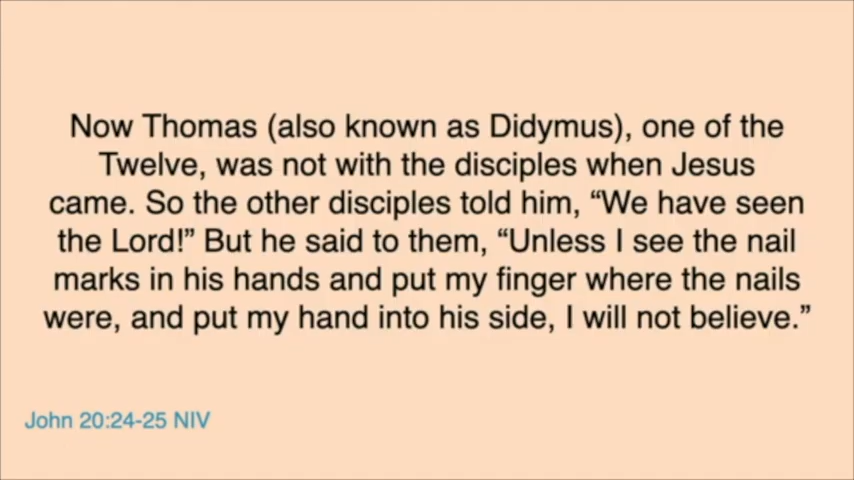 Now Thomas (also known as Didymus), one of the
Twelve, was not with the disciples when Jesus
came. So the other disciples told him, “We have seen
the Lord!” But he said to them, “Unless I see the nail
marks in his hands and put my finger where the nails
were, and put my hand into his side, I will not believe.”
John 20:24-25 NIV